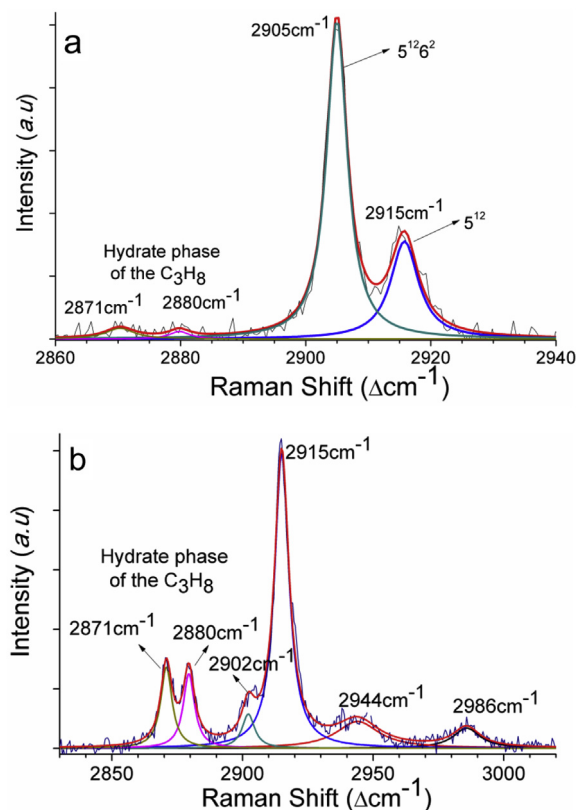 a
2905cm⁻¹
5¹²6²
2915cm⁻¹
5¹²
Hydrate phase
of the C₃H₈
2871cm⁻¹
2880cm⁻¹
Intensity (a.u)
2860 2880 2900 2920 2940
Raman Shift (Δcm⁻¹)
b
2915cm⁻¹
Hydrate phase
of the C₃H₈
2871cm⁻¹
2880cm⁻¹
2902cm⁻¹
2944cm⁻¹
2986cm⁻¹
Intensity (a.u)
2850 2900 2950 3000
Raman Shift (Δcm⁻¹)